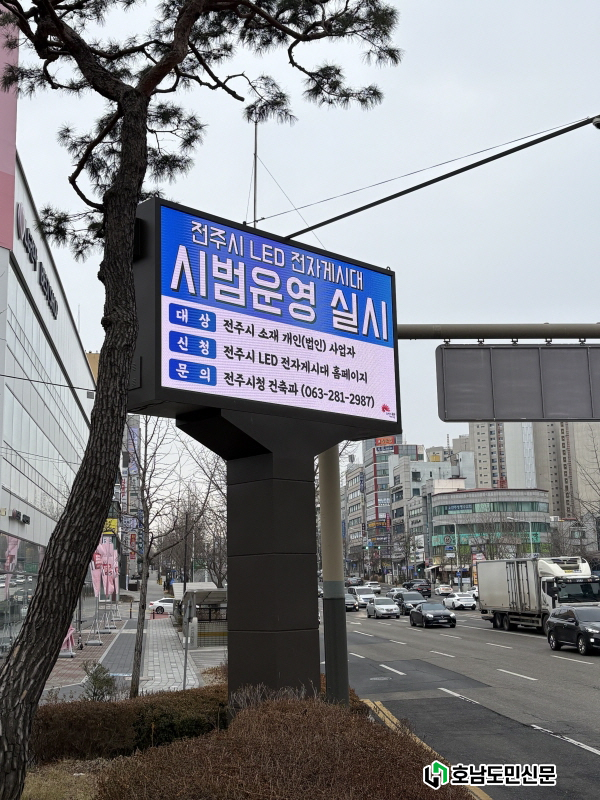 전주시 LED 전자게시대
시범운영 실시
대 상 전주시 소재 개인(법인) 사업자
신 청 전주시 LED 전자게시대 홈페이지
문 의 전주시청 건축과 (063-281-2987)
호남도민신문